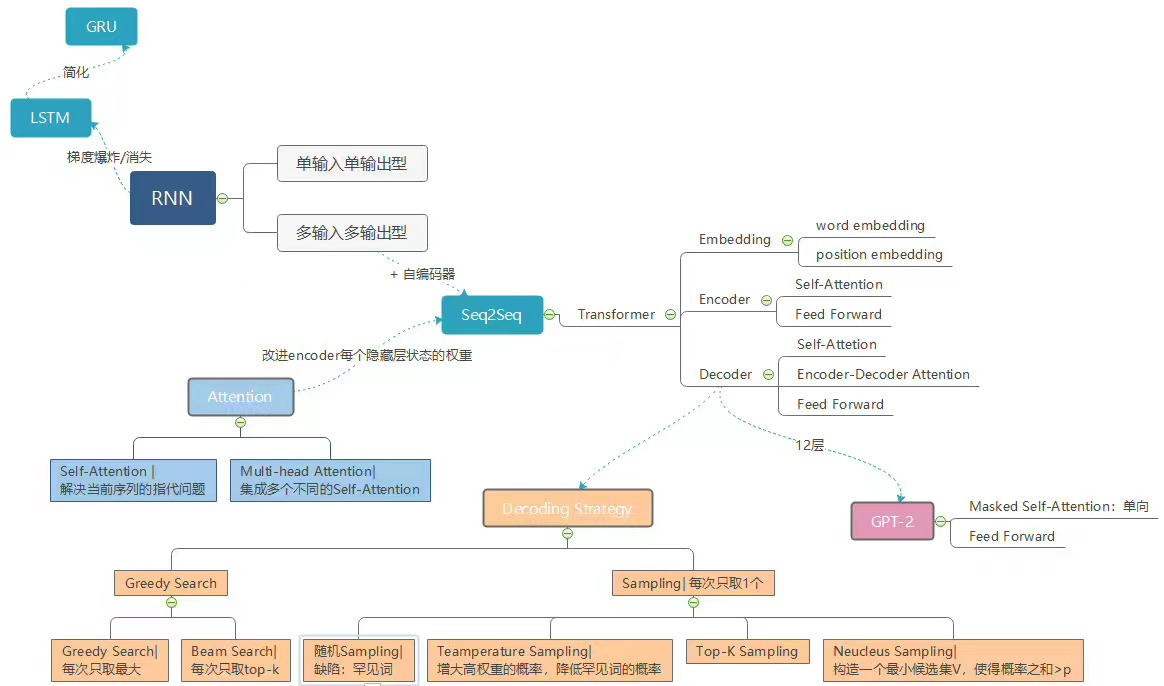 GRU
简化
LSTM
梯度爆炸/消失
RNN
单输入单输出型
多输入多输出型
+ 自编码器
Seq2Seq
Transformer
Embedding
word embedding
position embedding
Encoder
Self-Attention
Feed Forward
Decoder
Self-Attetion
Encoder-Decoder Attention
Feed Forward
改进encoder每个隐藏层状态的权重
Attention
Self-Attention |
解决当前序列的指代问题
Multi-head Attention|
集成多个不同的Self-Attention
12层
GPT-2
Masked Self-Attention：单向
Feed Forward
Decoding Strategy
Greedy Search
Sampling| 每次只取1个
Greedy Search|
每次只取最大
Beam Search|
每次只取top-k
随机Sampling|
缺陷：罕见词
Teamperature Sampling|
增大高权重的概率，降低罕见词的概率
Top-K Sampling
Neucleus Sampling|
构造一个最小候选集V，使得概率之和>p